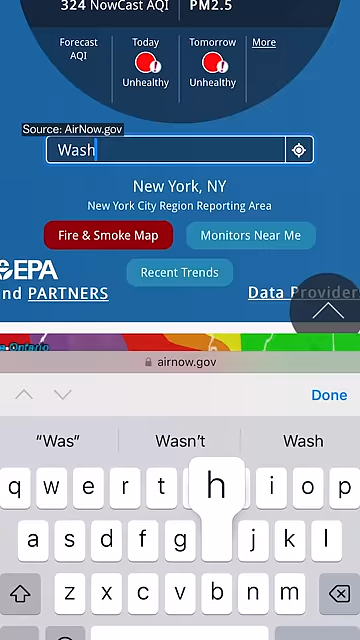 324 NowCast AQI PM2.5
Forecast AQI Today Tomorrow More
Unhealthy Unhealthy
Source: AirNow.gov
Wash
New York, NY
New York City Region Reporting Area
Fire & Smoke Map Monitors Near Me
EPA Recent Trends
nd PARTNERS Data Providers
e Ontario
airnow.gov
Done
“Was” Wasn't Wash
q w e r t h i o p
a s d f g j k l
z x c v b n m